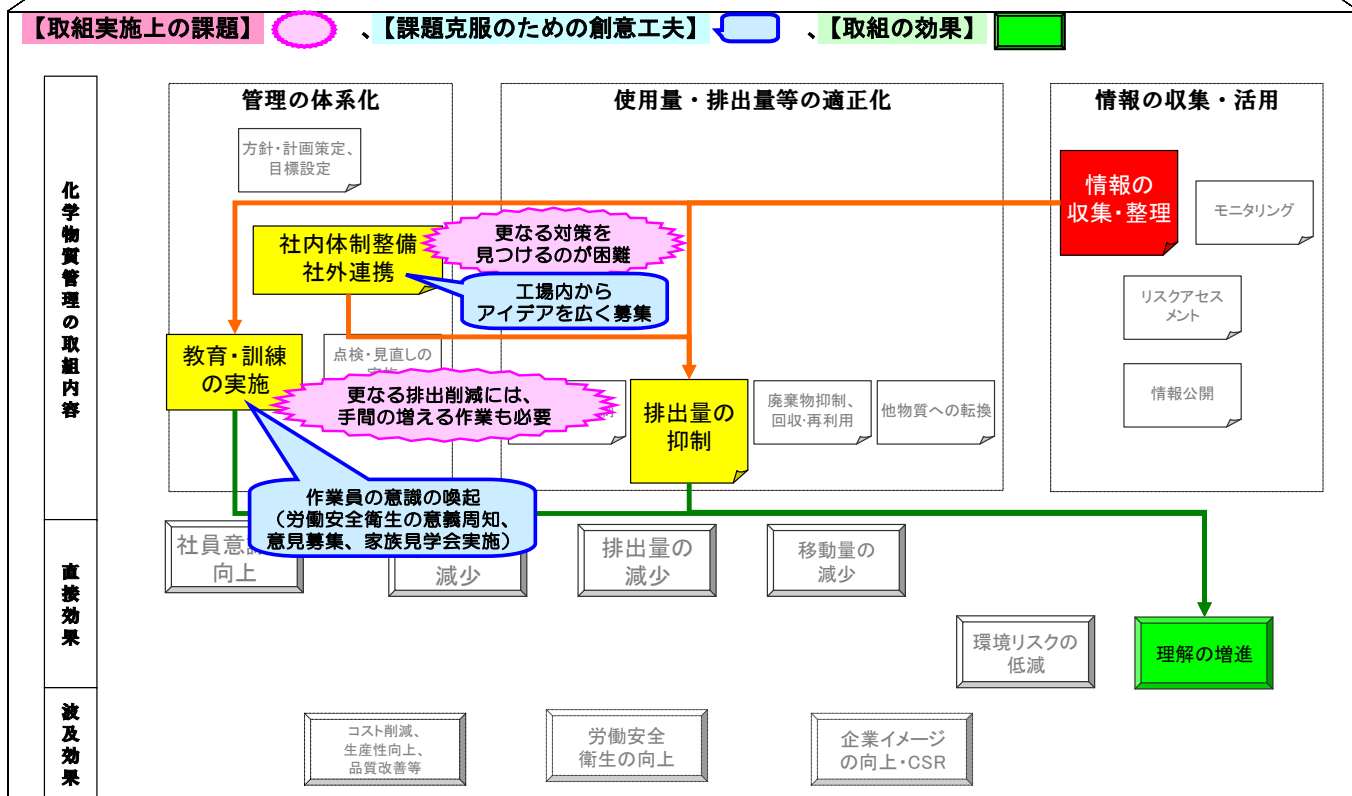 【取組実施上の課題】 、【課題克服のための創意工夫】 、【取組の効果】
化学物質管理の取組内容
管理の体系化
使用量・排出量等の適正化
情報の収集・活用
方針・計画策定、
目標設定
情報の
収集・整理
モニタリング
社内体制整備
社外連携
更なる対策を
見つけるのが困難
工場内から
アイデアを広く募集
リスクアセス
メント
教育・訓練
の実施
点検・見直しの
更なる排出削減には、
手間の増える作業も必要
排出量の
抑制
廃棄物抑制、
回収・再利用
他物質への転換
情報公開
作業員の意識の喚起
(労働安全衛生の意義周知、
意見募集、家族見学会実施)
直接効果
社員意
向上
減少
排出量の
減少
移動量の
減少
環境リスクの
低減
理解の増進
波及効果
コスト削減、
生産性向上、
品質改善等
労働安全
衛生の向上
企業イメージ
の向上・CSR